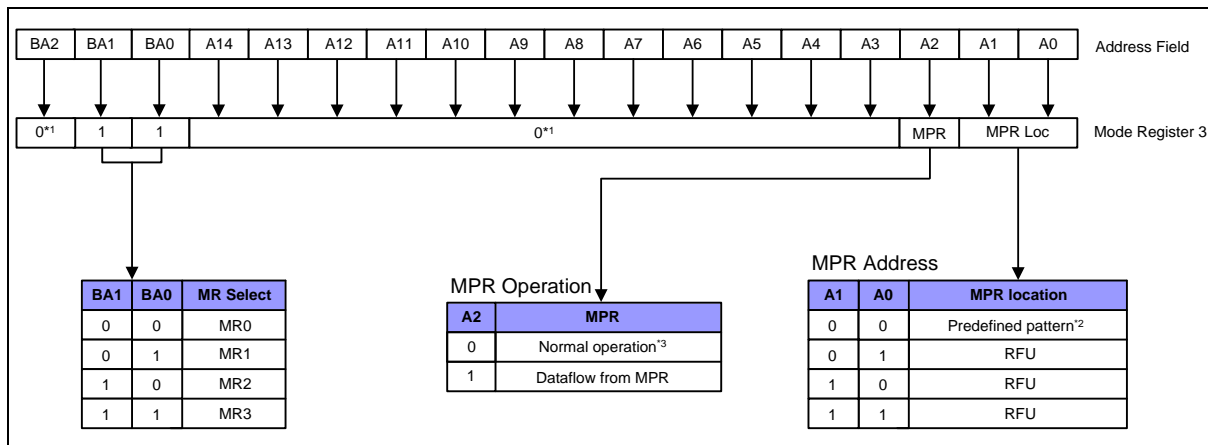 BA2 BA1 BA0 A14 A13 A12 A11 A10 A9 A8 A7 A6 A5 A4 A3 A2 A1 A0 Address Field
0*1 1 1 0*1 MPR MPR Loc Mode Register 3
BA1 BA0 MR Select
0 0 MR0
0 1 MR1
1 0 MR2
1 1 MR3
MPR Operation
A2 MPR
0 Normal operation*3
1 Dataflow from MPR
MPR Address
A1 A0 MPR location
0 0 Predefined pattern*2
0 1 RFU
1 0 RFU
1 1 RFU